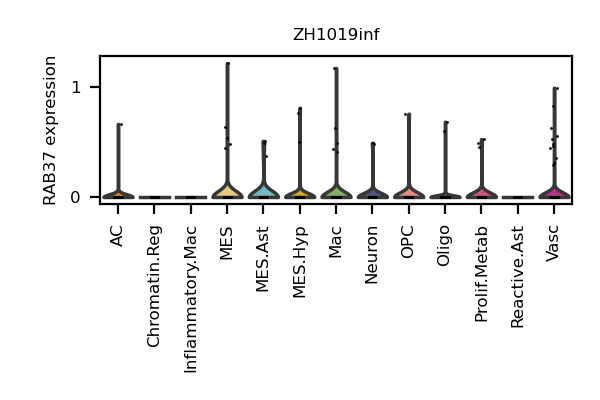 ZH1019inf
RAB37 expression
1
0
AC
Chromatin.Reg
Inflammatory.Mac
MES
MES.Ast
MES.Hyp
Mac
Neuron
OPC
Oligo
Prolif.Metab
Reactive.Ast
Vasc